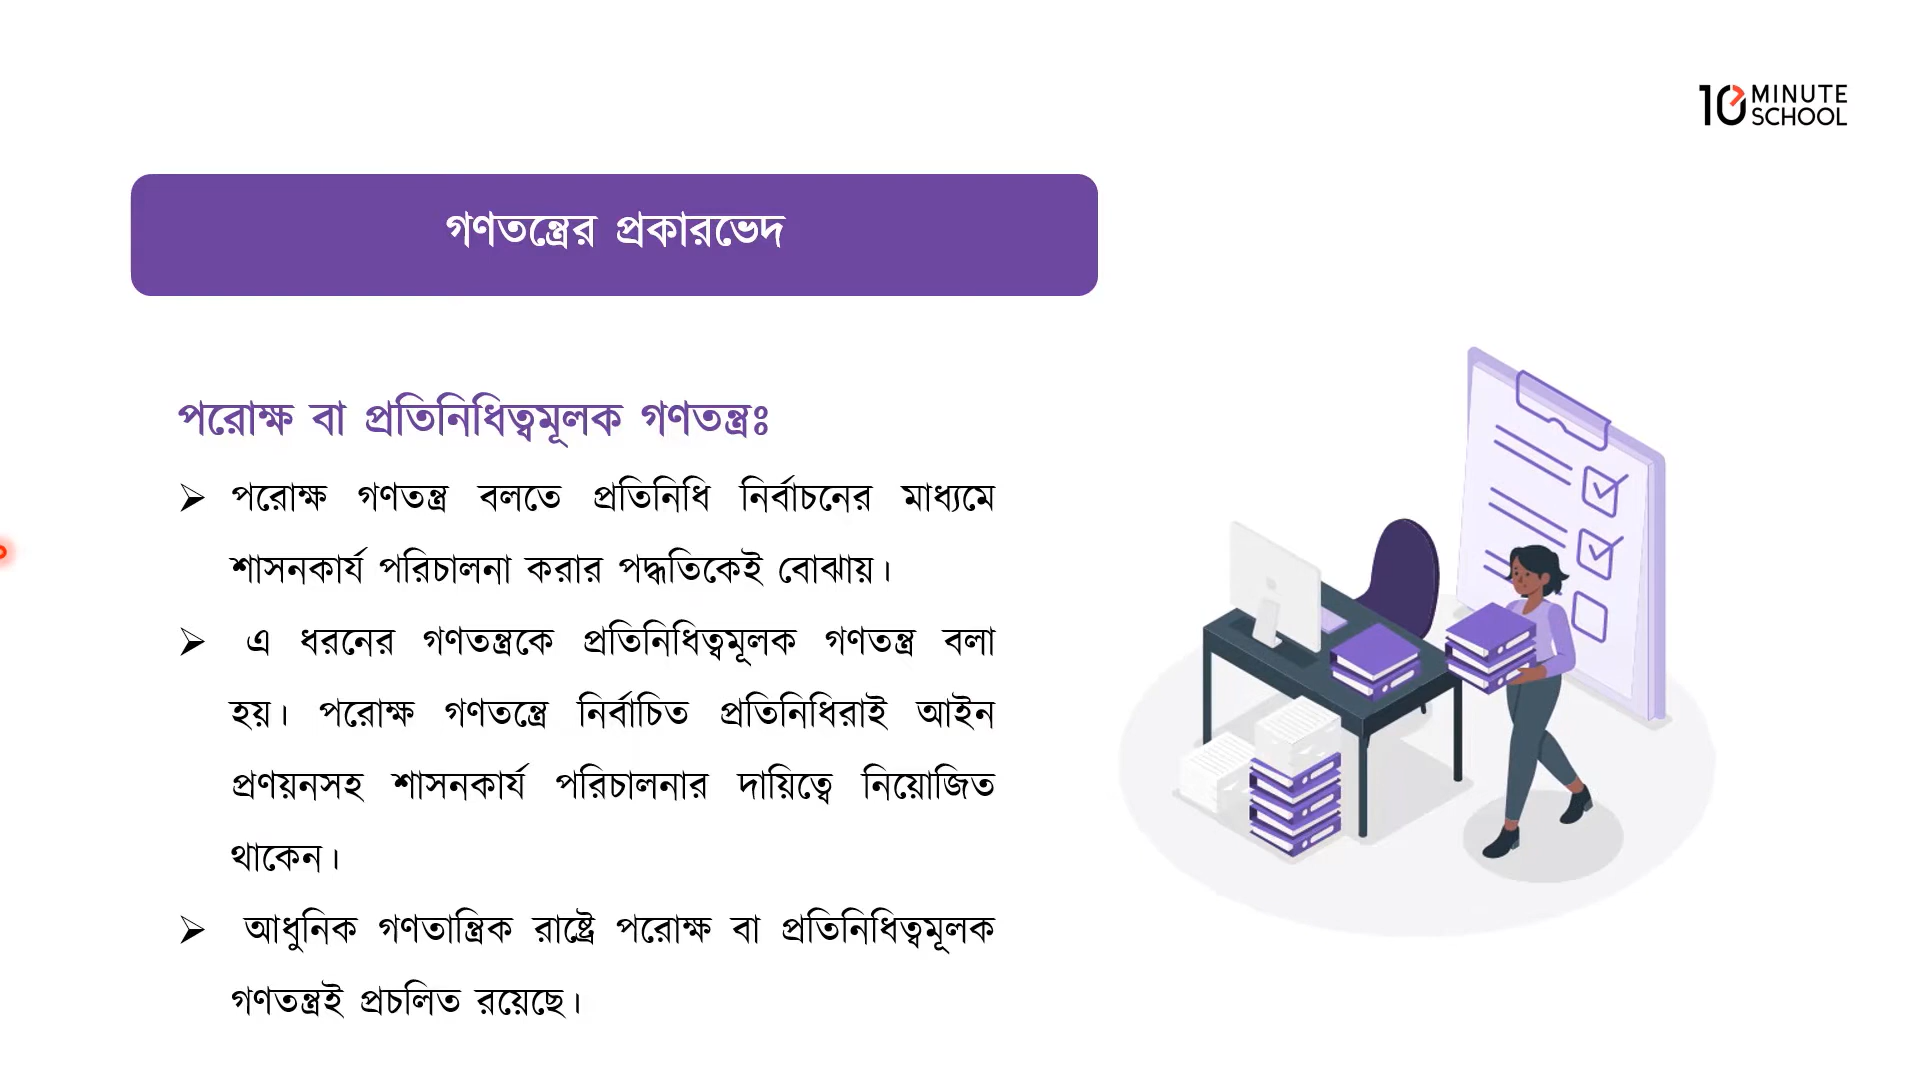 10 MINUTE
SCHOOL
গণতন্ত্রের প্রকারভেদ
পরোক্ষ বা প্রতিনিধিত্বমূলক গণতন্ত্রঃ
➢ পরোক্ষ গণতন্ত্র বলতে প্রতিনিধি নির্বাচনের মাধ্যমে
শাসনকার্য পরিচালনা করার পদ্ধতিকেই বোঝায়।
➢ এ ধরনের গণতন্ত্রকে প্রতিনিধিত্বমূলক গণতন্ত্র বলা
হয়। পরোক্ষ গণতন্ত্রে নির্বাচিত প্রতিনিধিরাই আইন
প্রণয়নসহ শাসনকার্য পরিচালনার দায়িত্বে নিয়োজিত
থাকেন।
➢ আধুনিক গণতান্ত্রিক রাষ্ট্রে পরোক্ষ বা প্রতিনিধিত্বমূলক
গণতন্ত্রই প্রচলিত রয়েছে।